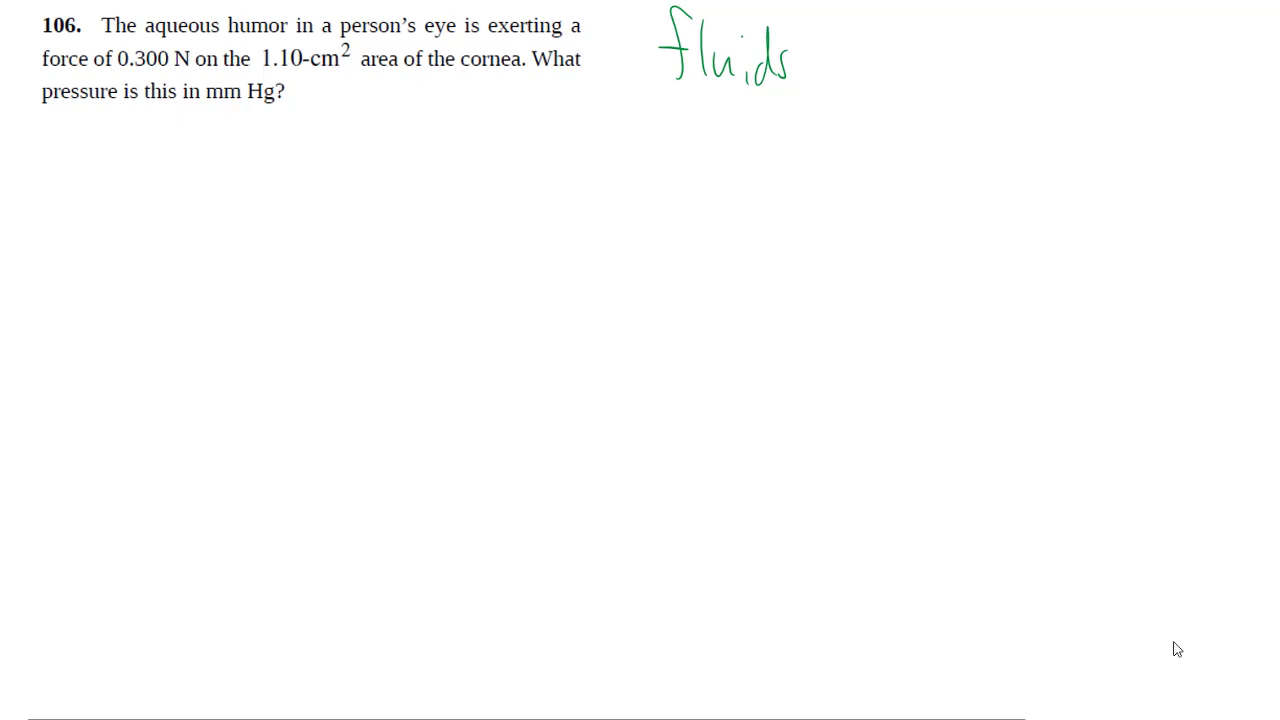 106. The aqueous humor in a person's eye is exerting a
force of 0.300 N on the 1.10-cm² area of the cornea. What
pressure is this in mm Hg?
fluids